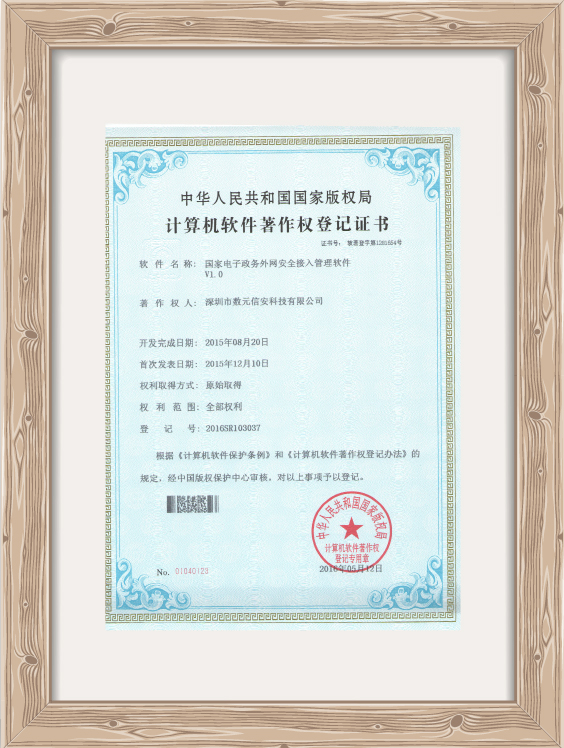 中华人民共和国国家版权局
计算机软件著作权登记证书
证书号： 软著登字第1281654号
软件名称： 国家电子政务外网安全接入管理软件
V1.0
著作权人： 深圳市数元信安科技有限公司
开发完成日期： 2015年08月20日
首次发表日期： 2015年12月10日
权利取得方式： 原始取得
权利范围： 全部权利
登记号： 2016SR103037
根据《计算机软件保护条例》和《计算机软件著作权登记办法》的
规定，经中国版权保护中心审核，对以上事项予以登记。
中华人民共和国国家版权局
计算机软件著作权
登记专用章
No. 01040123
2016年05月12日